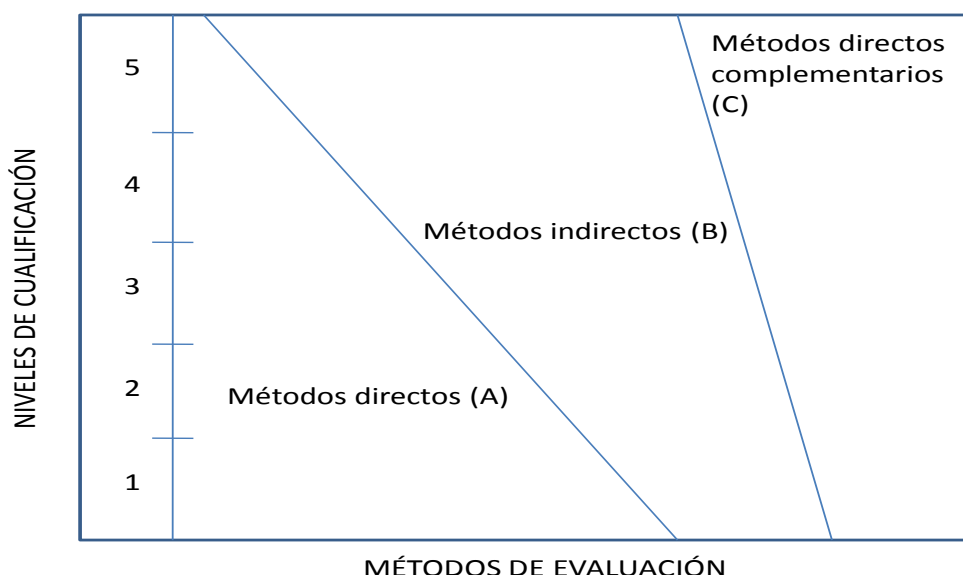 Métodos directos
complementarios
(C)
5
4
Métodos indirectos (B)
3
2
Métodos directos (A)
1
NIVELES DE CUALIFICACIÓN
MÉTODOS DE EVALUACIÓN